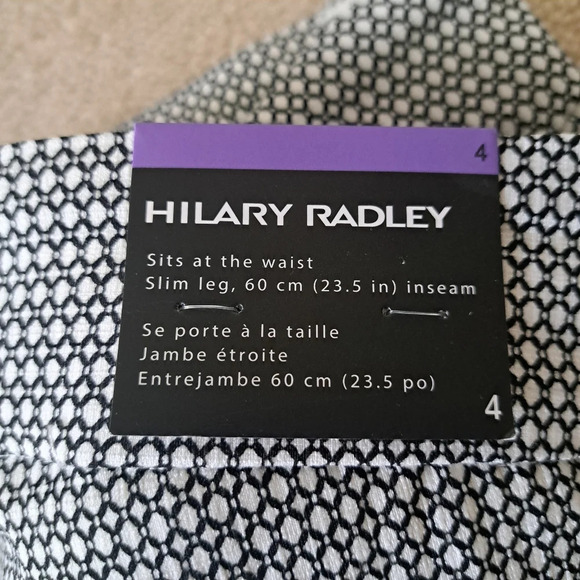 4
HILARY RADLEY
Sits at the waist
Slim leg, 60 cm (23.5 in) inseam
Se porte à la taille
Jambe étroite
Entrejambe 60 cm (23.5 po)
4